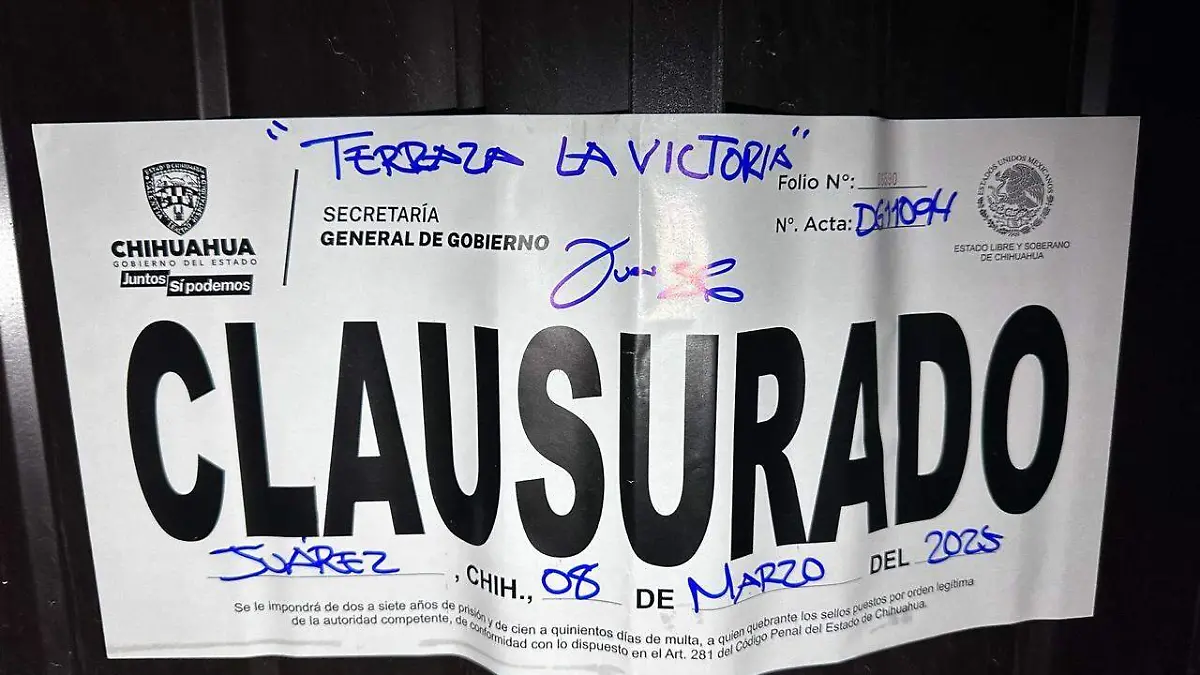 "TERRAZA LA VICTORIA"
CHIHUAHUA
GOBIERNO DEL ESTADO
Juntos Sí podemos
SECRETARÍA
GENERAL DE GOBIERNO
Folio N°:
N°. Acta: DG11094
ESTADOS UNIDOS MEXICANOS
ESTADO LIBRE Y SOBERANO
DE CHIHUAHUA
CLAUSURADO
JUÁREZ, CHIH., 08 DE MARZO DEL 2025
Se le impondrá de dos a siete años de prisión y de cien a quinientos días de multa, a quien quebrante los sellos puestos por orden legítima
de la autoridad competente, de conformidad con lo dispuesto en el Art. 281 del Código Penal del Estado de Chihuahua.